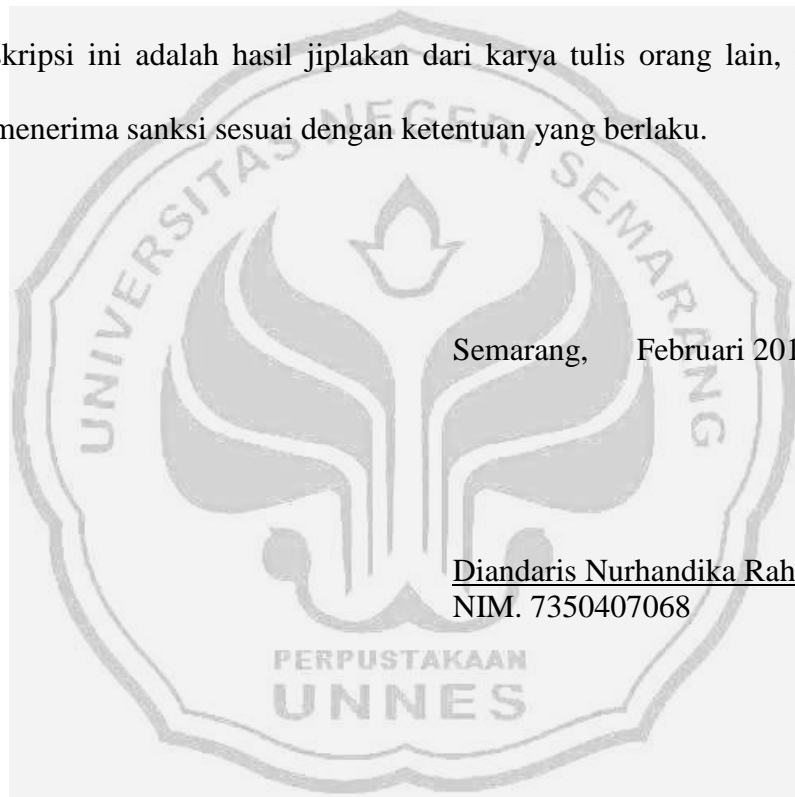 skripsi ini adalah hasil jiplakan dari karya tulis orang lain,
menerima sanksi sesuai dengan ketentuan yang berlaku.
UNIVERSITAS NEGERI SEMARANG
Semarang, Februari 201
Diandaris Nurhandika Rah
NIM. 7350407068
PERPUSTAKAAN
UNNES